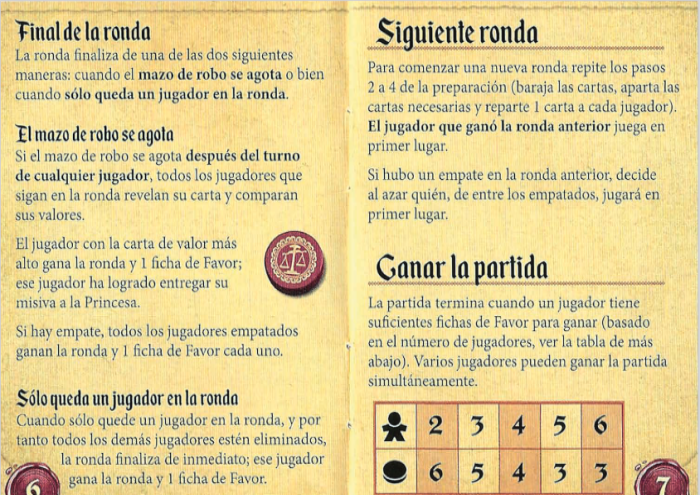 Final de la ronda
La ronda finaliza de una de las dos siguientes
maneras: cuando el mazo de robo se agota o bien
cuando sólo queda un jugador en la ronda.
El mazo de robo se agota
Si el mazo de robo se agota después del turno
de cualquier jugador, todos los jugadores que
sigan en la ronda revelan su carta y comparan
sus valores.
El jugador con la carta de valor más
alto gana la ronda y 1 ficha de Favor;
ese jugador ha logrado entregar su
misiva a la Princesa.
Si hay empate, todos los jugadores empatados
ganan la ronda y 1 ficha de Favor cada uno.
Sólo queda un jugador en la ronda
Cuando sólo quede un jugador en la ronda, y por
tanto todos los demás jugadores estén eliminados,
la ronda finaliza de inmediato; ese jugador
gana la ronda y 1 ficha de Favor.
6
Siguiente ronda
Para comenzar una nueva ronda repite los pasos
2 a 4 de la preparación (baraja las cartas, aparta las
cartas necesarias y reparte 1 carta a cada jugador).
El jugador que ganó la ronda anterior juega en
primer lugar.
Si hubo un empate en la ronda anterior, decide
al azar quién, de entre los empatados, jugará en
primer lugar.
Ganar la partida
La partida termina cuando un jugador tiene
suficientes fichas de Favor para ganar (basado
en el número de jugadores, ver la tabla de más
abajo). Varios jugadores pueden ganar la partida
simultáneamente.
2 3 4 5 6
6 5 4 3 3
7